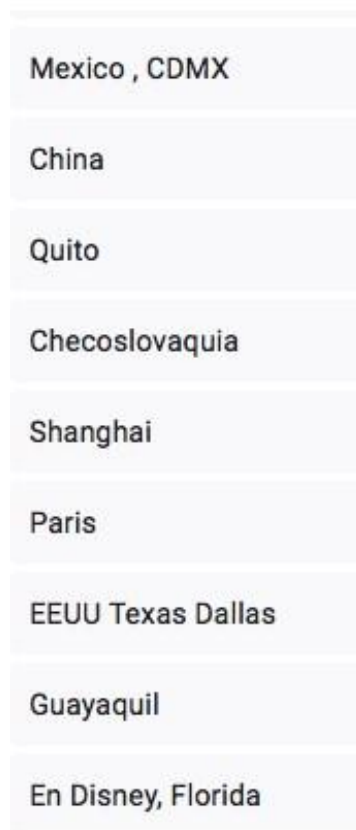 Mexico , CDMX
China
Quito
Checoslovaquia
Shanghai
Paris
EEUU Texas Dallas
Guayaquil
En Disney, Florida